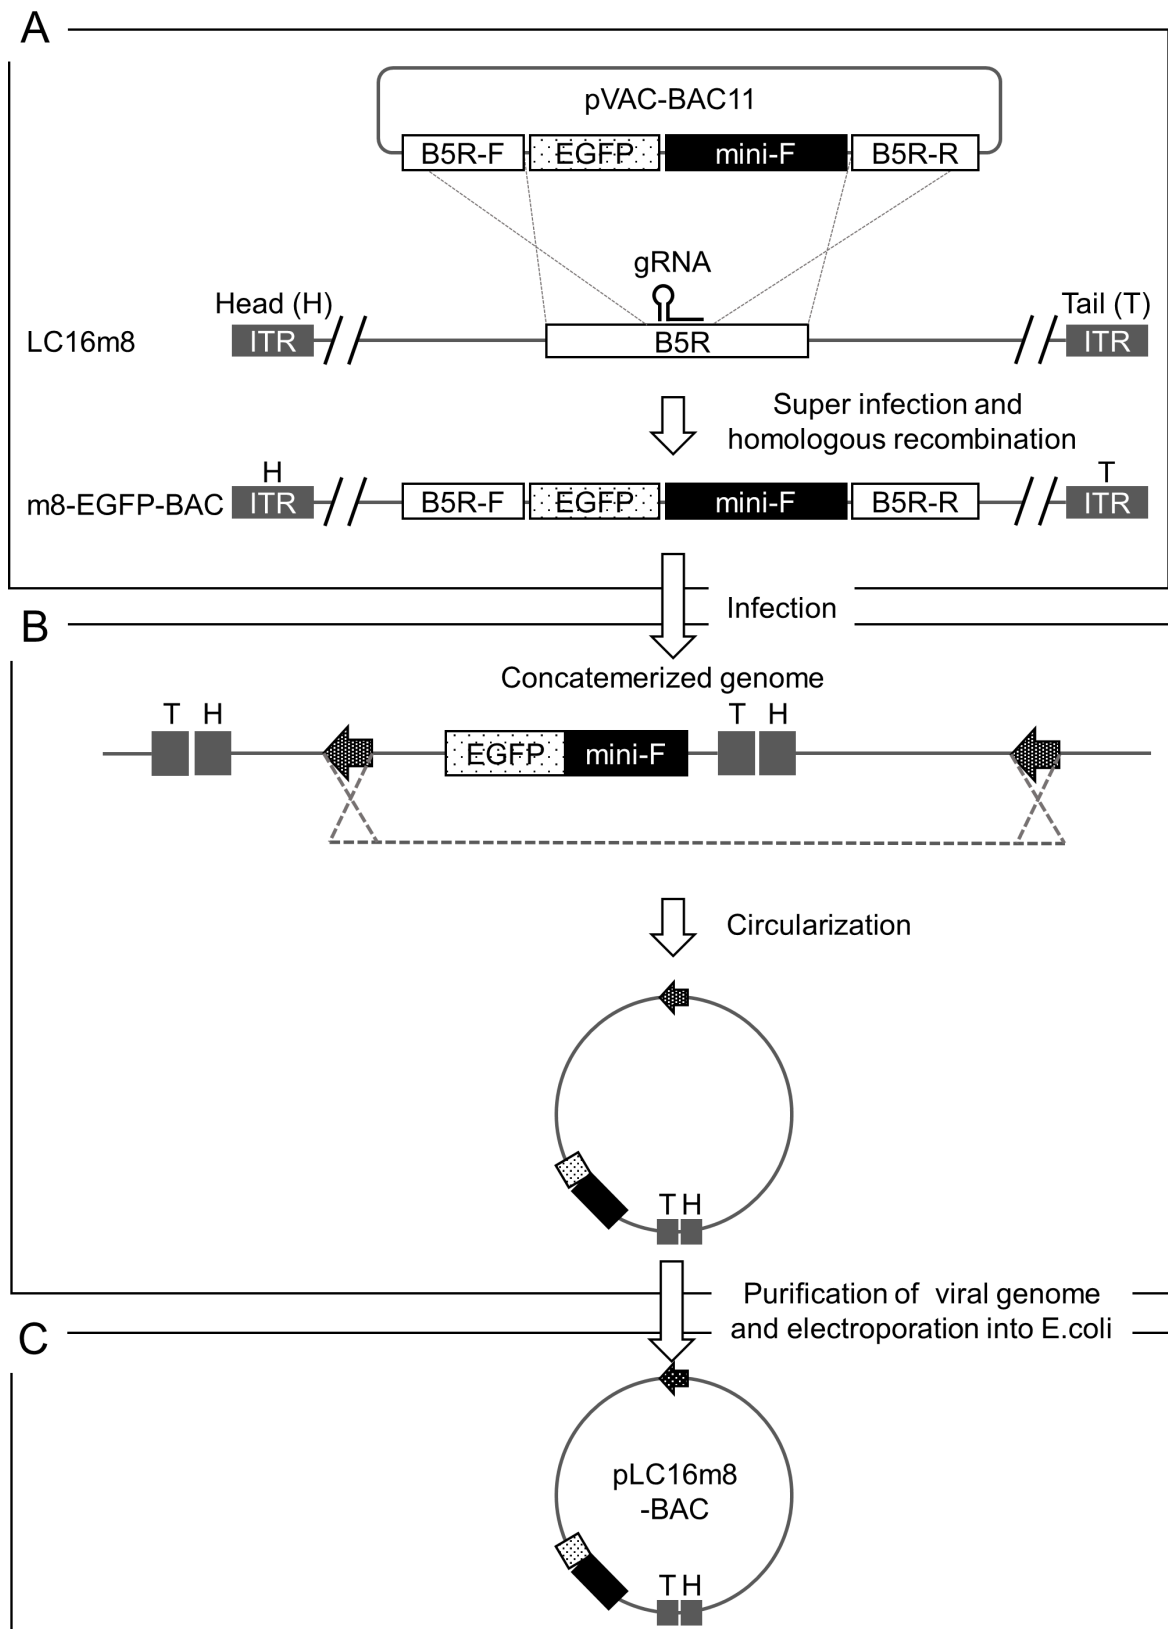 A
pVAC-BAC11
B5R-F EGFP mini-F B5R-R
gRNA
Head (H) Tail (T)
LC16m8 ITR B5R ITR
Super infection and
homologous recombination
H T
m8-EGFP-BAC ITR B5R-F EGFP mini-F B5R-R ITR
Infection
B
Concatemerized genome
T H T H
EGFP mini-F
Circularization
T H
Purification of viral genome
and electroporation into E.coli
C
pLC16m8
-BAC
T H